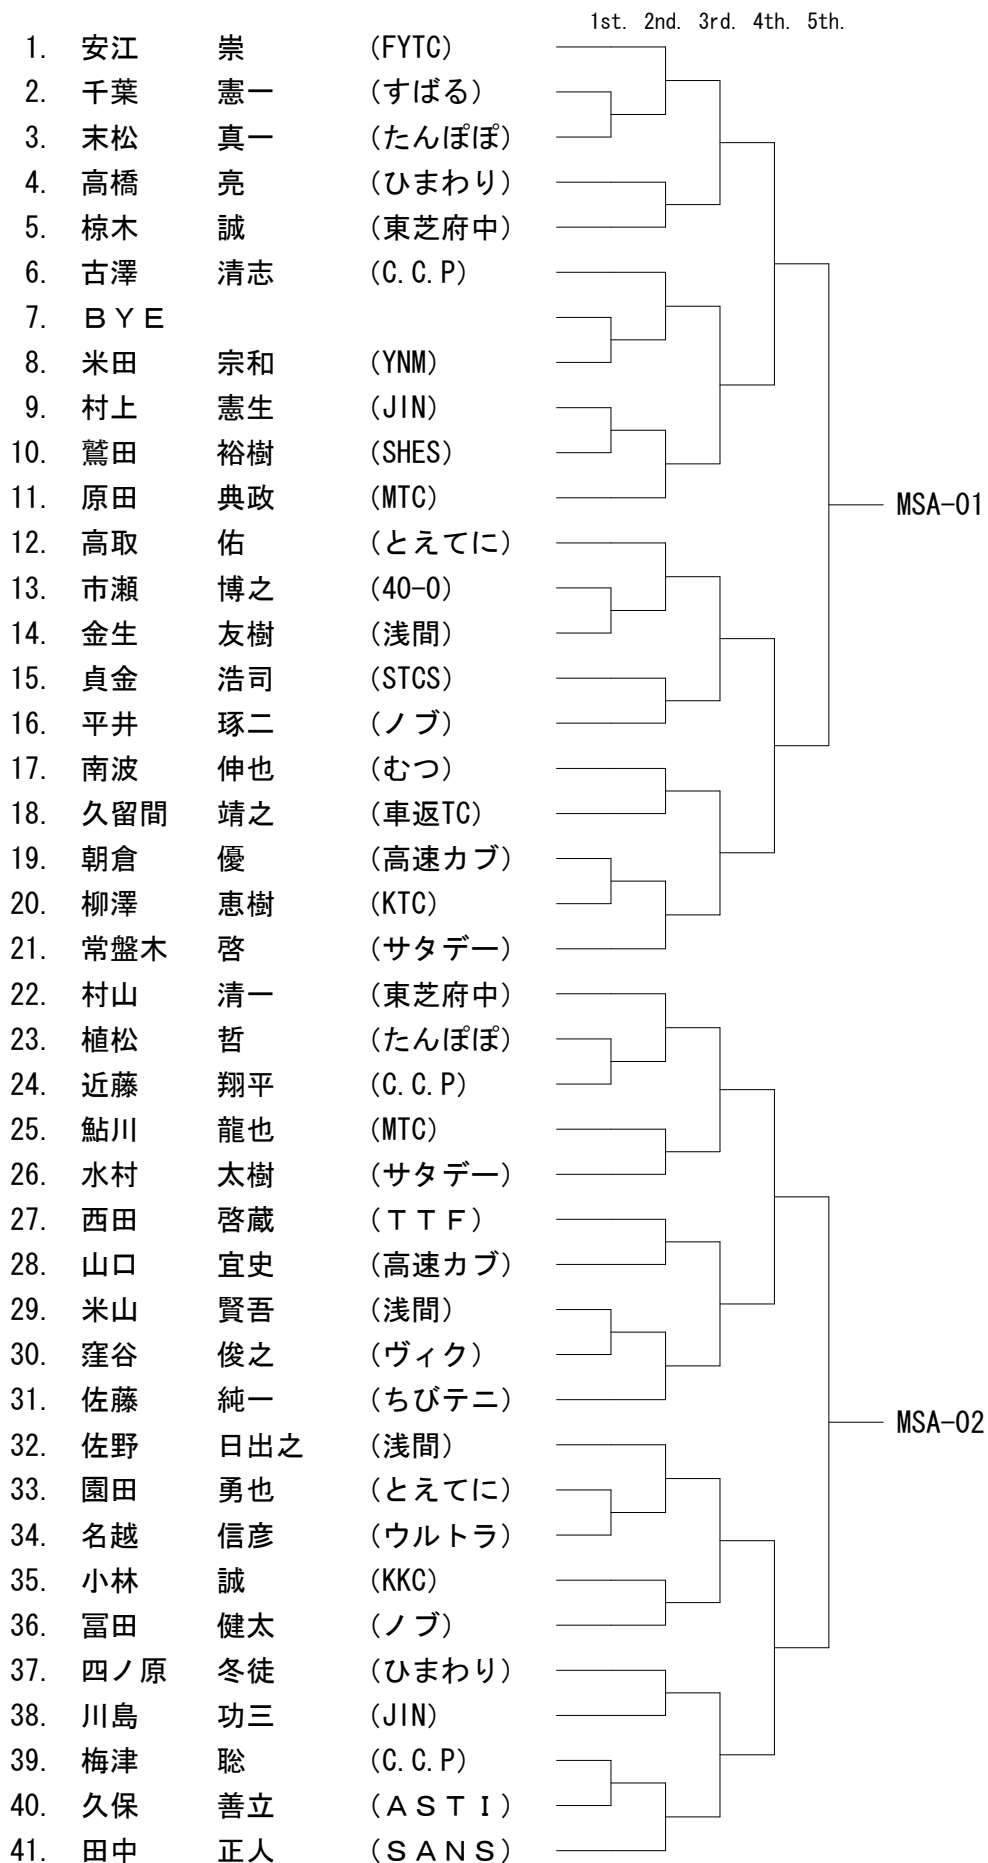 1st. 2nd. 3rd. 4th. 5th.
1. 安江 崇 (FYTC)
2. 千葉 憲一 (すばる)
3. 末松 真一 (たんぽぽ)
4. 高橋 亮 (ひまわり)
5. 椋木 誠 (東芝府中)
6. 古澤 清志 (C.C.P)
7. ＢＹＥ
8. 米田 宗和 (YNM)
9. 村上 憲生 (JIN)
10. 鷲田 裕樹 (SHES)
11. 原田 典政 (MTC)
MSA-01
12. 高取 佑 (とえてに)
13. 市瀬 博之 (40-0)
14. 金生 友樹 (浅間)
15. 貞金 浩司 (STCS)
16. 平井 琢二 (ノブ)
17. 南波 伸也 (むつ)
18. 久留間 靖之 (車返TC)
19. 朝倉 優 (高速カブ)
20. 柳澤 恵樹 (KTC)
21. 常盤木 啓 (サタデー)
22. 村山 清一 (東芝府中)
23. 植松 哲 (たんぽぽ)
24. 近藤 翔平 (C.C.P)
25. 鮎川 龍也 (MTC)
26. 水村 太樹 (サタデー)
27. 西田 啓蔵 (ＴＴＦ)
28. 山口 宜史 (高速カブ)
29. 米山 賢吾 (浅間)
30. 窪谷 俊之 (ヴィク)
31. 佐藤 純一 (ちびテニ)
MSA-02
32. 佐野 日出之 (浅間)
33. 園田 勇也 (とえてに)
34. 名越 信彦 (ウルトラ)
35. 小林 誠 (KKC)
36. 冨田 健太 (ノブ)
37. 四ノ原 冬徒 (ひまわり)
38. 川島 功三 (JIN)
39. 梅津 聡 (C.C.P)
40. 久保 善立 (ＡＳＴＩ)
41. 田中 正人 (ＳＡＮＳ)